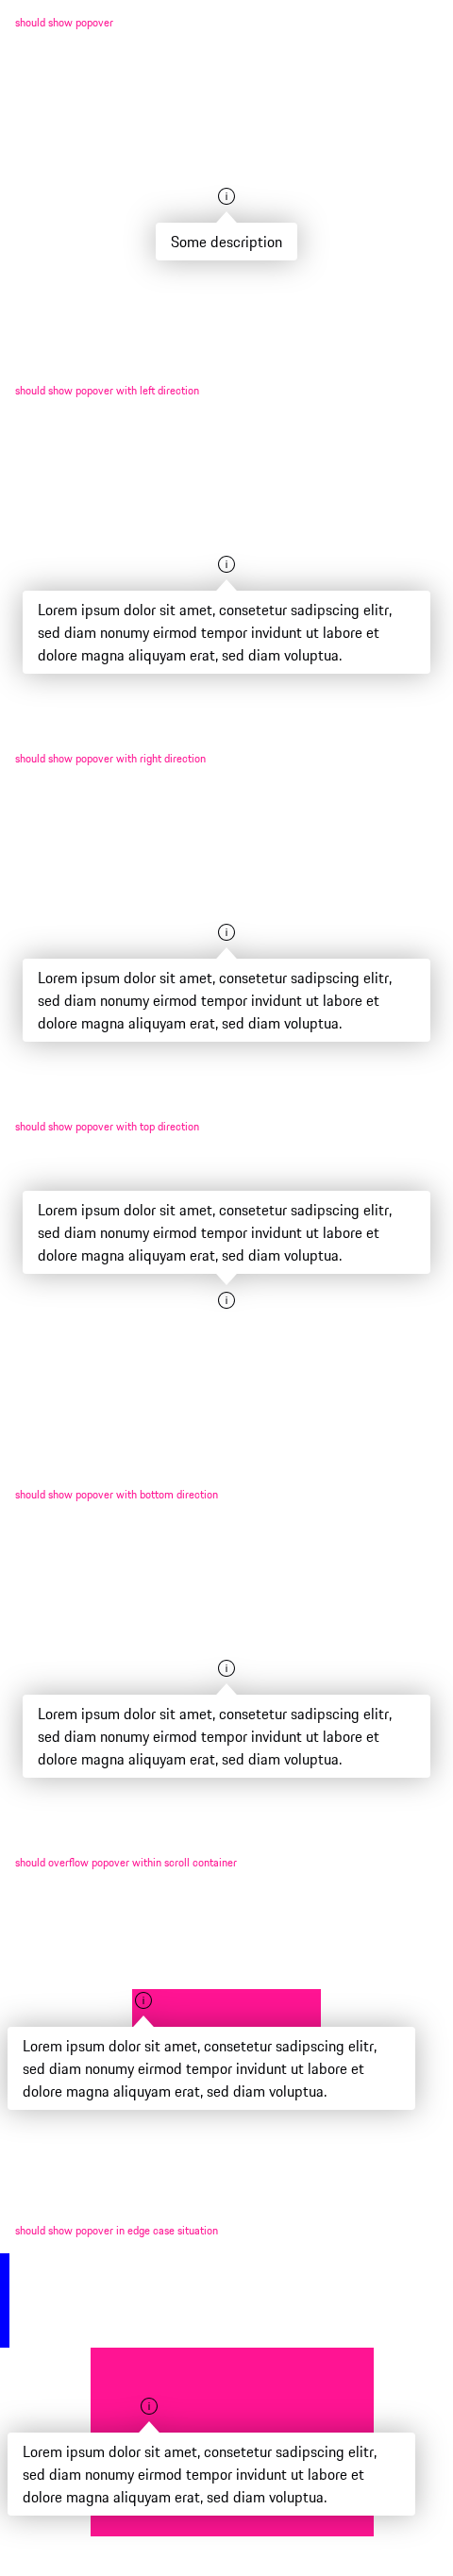 should show popover
i
Some description
should show popover with left direction
i
Lorem ipsum dolor sit amet, consetetur sadipscing elitr,
sed diam nonumy eirmod tempor invidunt ut labore et
dolore magna aliquyam erat, sed diam voluptua.
should show popover with right direction
i
Lorem ipsum dolor sit amet, consetetur sadipscing elitr,
sed diam nonumy eirmod tempor invidunt ut labore et
dolore magna aliquyam erat, sed diam voluptua.
should show popover with top direction
Lorem ipsum dolor sit amet, consetetur sadipscing elitr,
sed diam nonumy eirmod tempor invidunt ut labore et
dolore magna aliquyam erat, sed diam voluptua.
i
should show popover with bottom direction
i
Lorem ipsum dolor sit amet, consetetur sadipscing elitr,
sed diam nonumy eirmod tempor invidunt ut labore et
dolore magna aliquyam erat, sed diam voluptua.
should overflow popover within scroll container
i
Lorem ipsum dolor sit amet, consetetur sadipscing elitr,
sed diam nonumy eirmod tempor invidunt ut labore et
dolore magna aliquyam erat, sed diam voluptua.
should show popover in edge case situation
i
Lorem ipsum dolor sit amet, consetetur sadipscing elitr,
sed diam nonumy eirmod tempor invidunt ut labore et
dolore magna aliquyam erat, sed diam voluptua.